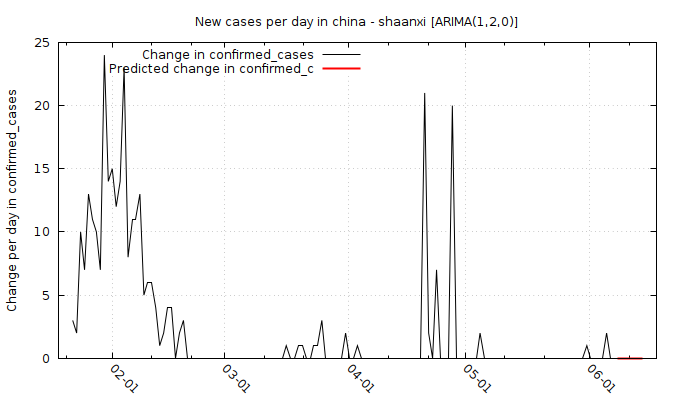 New cases per day in china - shaanxi [ARIMA(1,2,0)]
Change in confirmed_cases
Predicted change in confirmed_c
Change per day in confirmed_cases
25
20
15
10
5
0
02-01
03-01
04-01
05-01
06-01